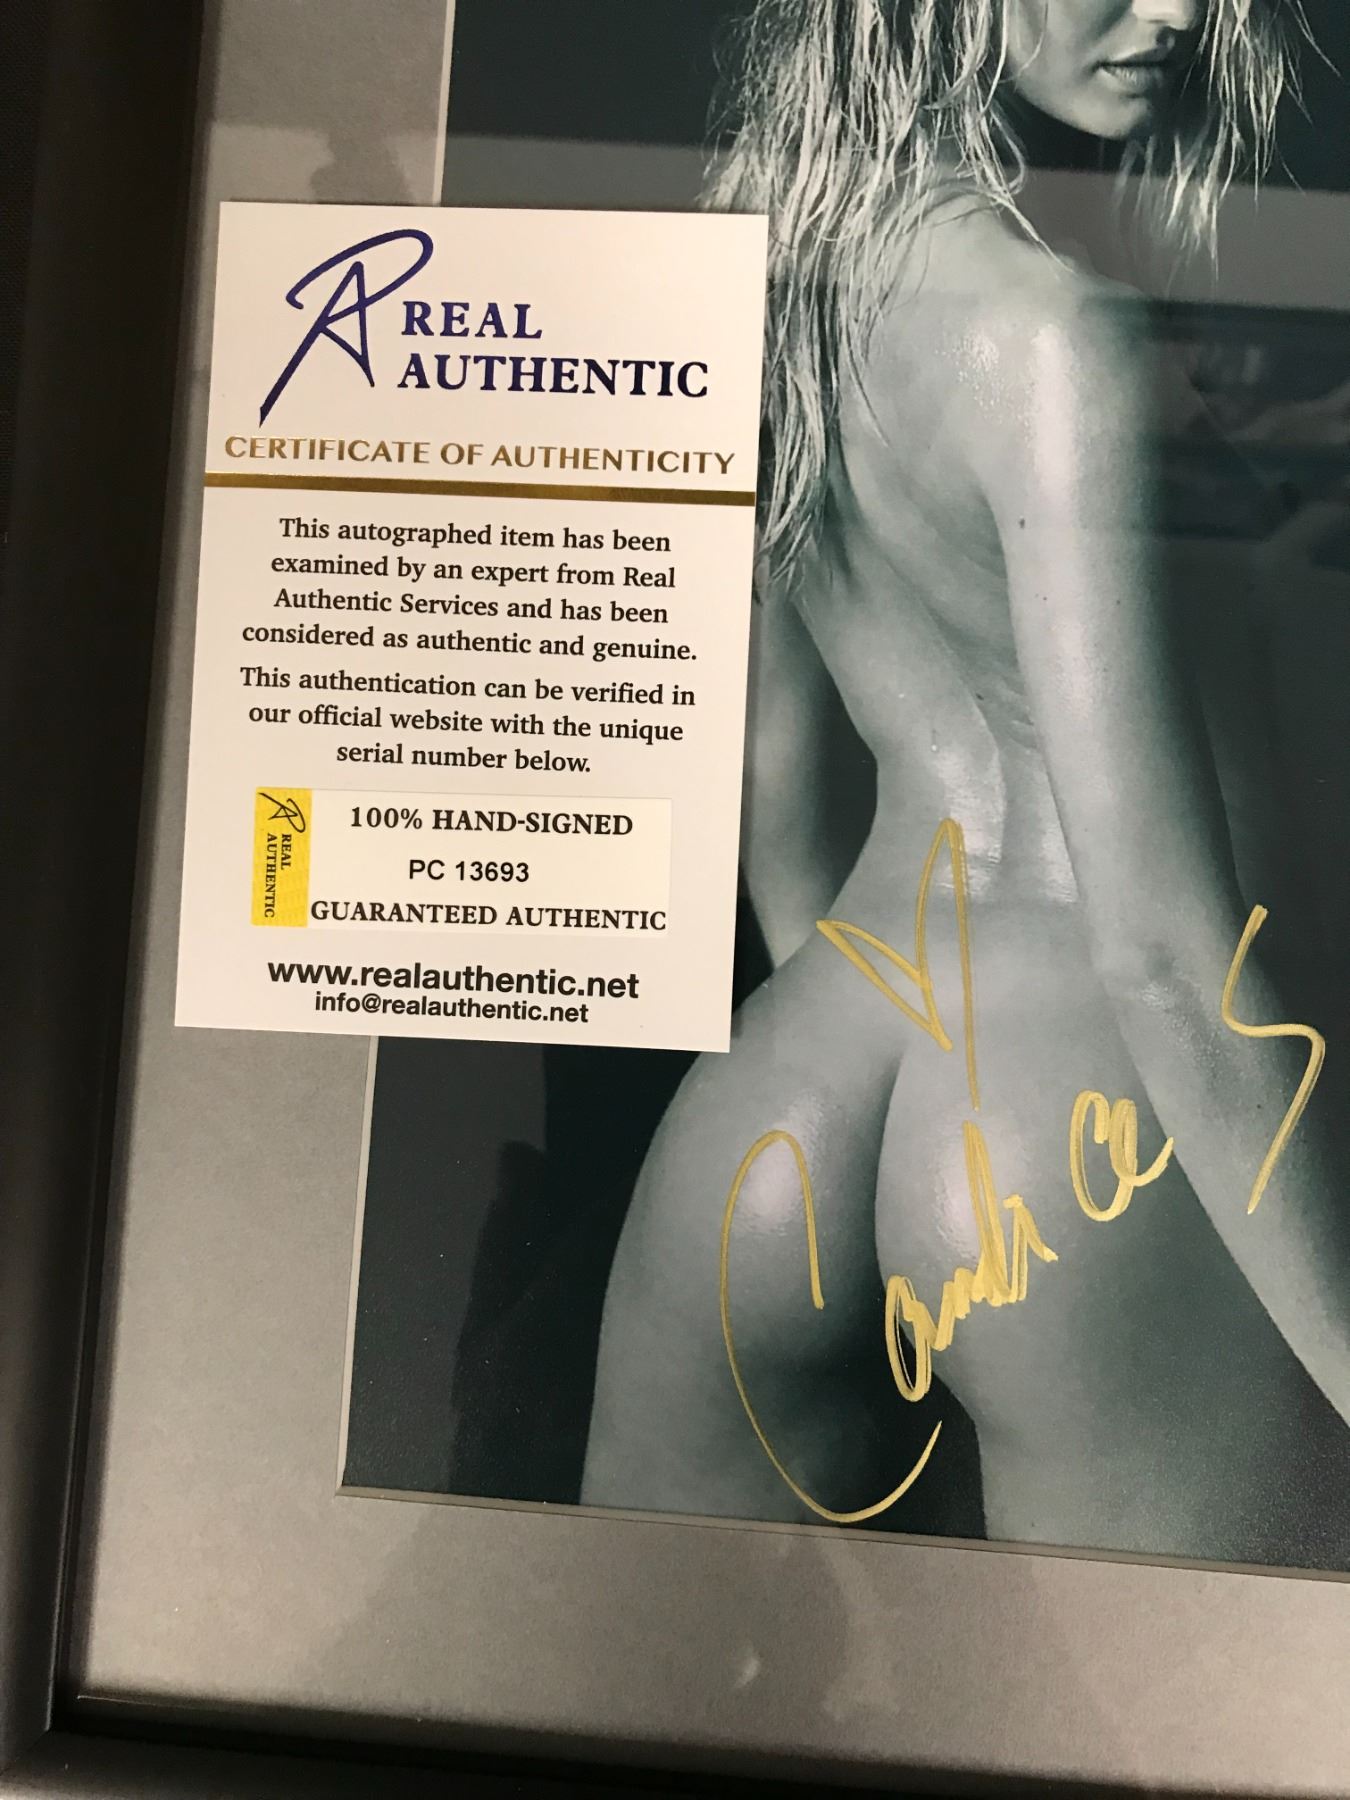 REAL
AUTHENTIC
CERTIFICATE OF AUTHENTICITY
This autographed item has been
examined by an expert from Real
Authentic Services and has been
considered as authentic and genuine.
This authentication can be verified in
our official website with the unique
serial number below.
REAL
AUTHENTIC
100% HAND-SIGNED
PC 13693
GUARANTEED AUTHENTIC
www.realauthentic.net
info@realauthentic.net
Candice S